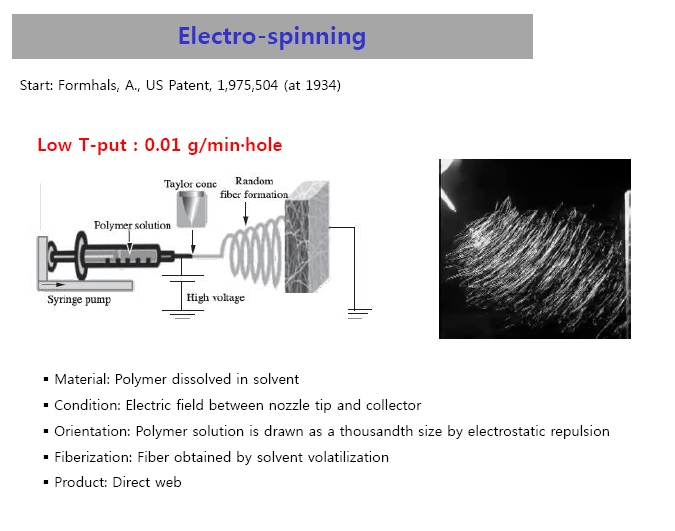 Electro-spinning
Start: Formhals, A., US Patent, 1,975,504 (at 1934)
Low T-put : 0.01 g/min·hole
Taylor cone
Random
fiber formation
Polymer solution
Syringe pump
High voltage
▪ Material: Polymer dissolved in solvent
▪ Condition: Electric field between nozzle tip and collector
▪ Orientation: Polymer solution is drawn as a thousandth size by electrostatic repulsion
▪ Fiberization: Fiber obtained by solvent volatilization
▪ Product: Direct web